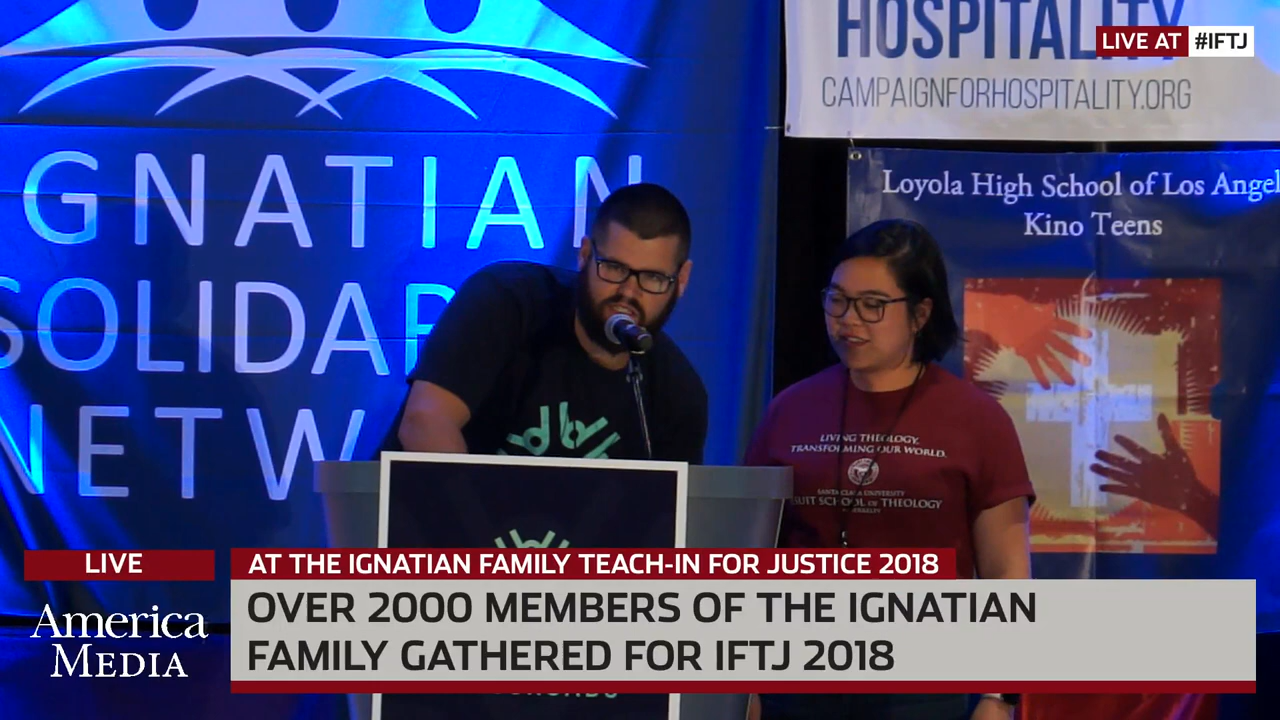 HOSPITALITY
LIVE AT #IFTJ
CAMPAIGNFORHOSPITALITY.ORG
GNATIAN
SOLIDAR
NETW
Loyola High School of Los Angel
Kino Teens
LIVING THEOLOGY,
TRANSFORMING OUR WORLD.
SANTA CLARA UNIVERSITY
UIT SCHOOL OF THEOLOGY
LIVE
AT THE IGNATIAN FAMILY TEACH-IN FOR JUSTICE 2018
America
MEDIA
OVER 2000 MEMBERS OF THE IGNATIAN
FAMILY GATHERED FOR IFTJ 2018